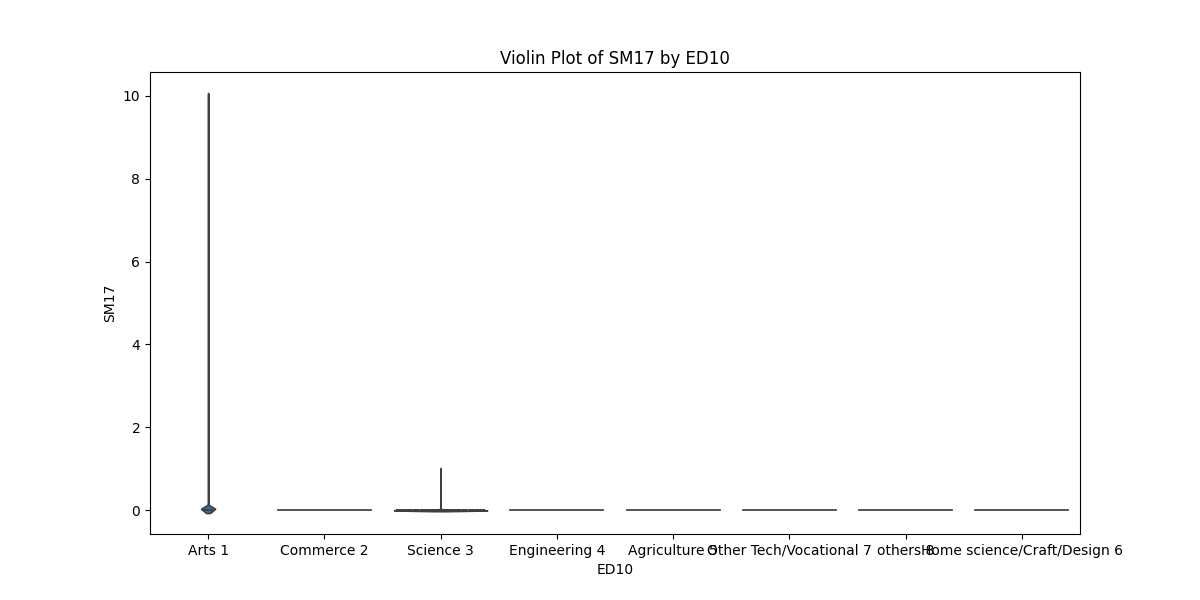 Violin Plot of SM17 by ED10
10
8
6
4
2
0
SM17
Arts 1
Commerce 2
Science 3
Engineering 4
Agriculture 5
Other Tech/Vocational 7
others 8
Home science/Craft/Design 6
ED10